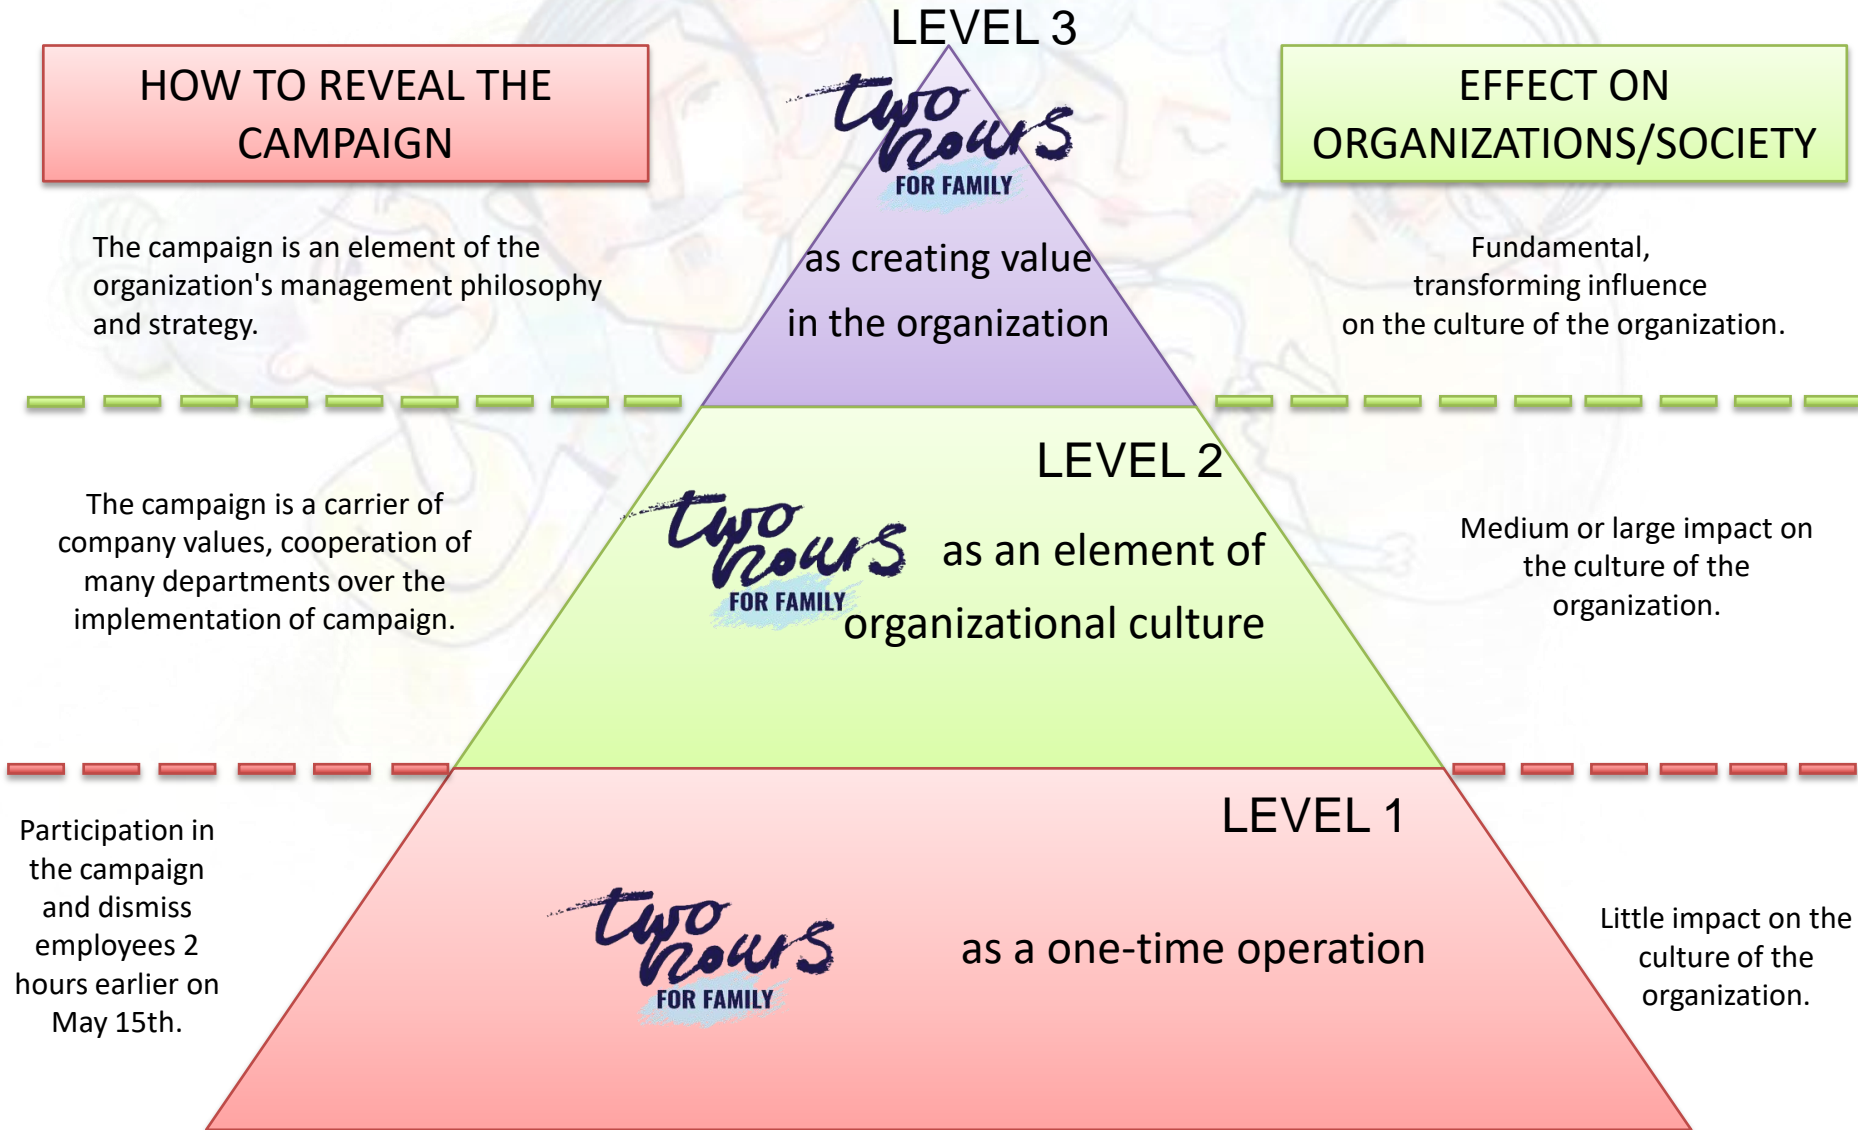 LEVEL 3
HOW TO REVEAL THE
CAMPAIGN
two
hours
FOR FAMILY
EFFECT ON
ORGANIZATIONS/SOCIETY
The campaign is an element of the
organization's management philosophy
and strategy.
as creating value
in the organization
Fundamental,
transforming influence
on the culture of the organization.
LEVEL 2
The campaign is a carrier of
company values, cooperation of
many departments over the
implementation of campaign.
two
hours
FOR FAMILY
as an element of
organizational culture
Medium or large impact on
the culture of the
organization.
LEVEL 1
Participation in
the campaign
and dismiss
employees 2
hours earlier on
May 15th.
two
hours
FOR FAMILY
as a one-time operation
Little impact on the
culture of the
organization.